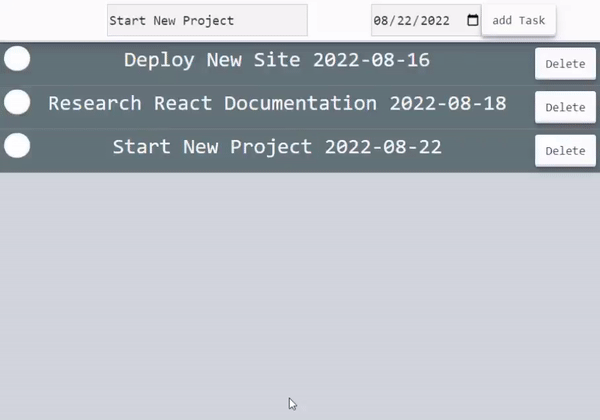 Start New Project 08/22/2022 add Task
Deploy New Site 2022-08-16 Delete
Research React Documentation 2022-08-18 Delete
Start New Project 2022-08-22 Delete